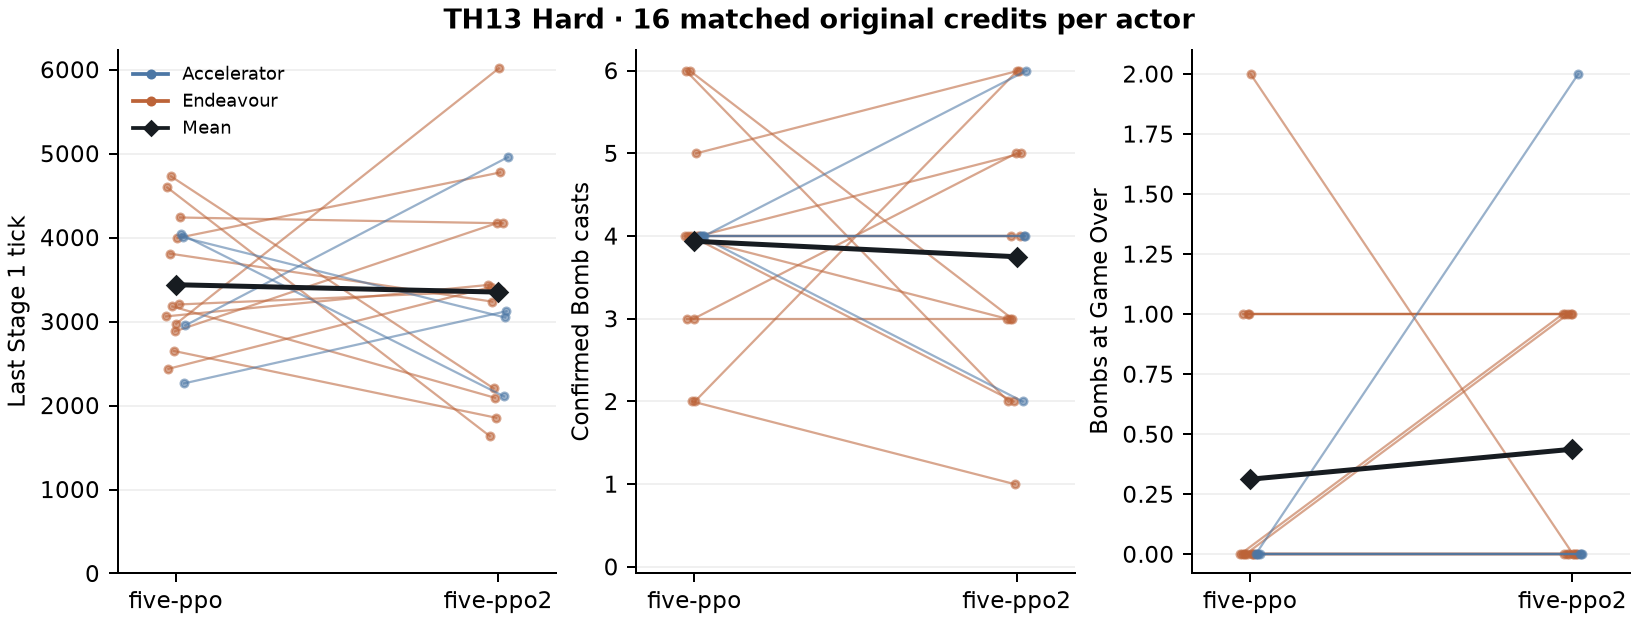 TH13 Hard · 16 matched original credits per actor
Last Stage 1 tick
6000
5000
4000
3000
2000
1000
0
Accelerator
Endeavour
Mean
five-ppo
five-ppo2
Confirmed Bomb casts
6
5
4
3
2
1
0
five-ppo
five-ppo2
Bombs at Game Over
2.00
1.75
1.50
1.25
1.00
0.75
0.50
0.25
0.00
five-ppo
five-ppo2